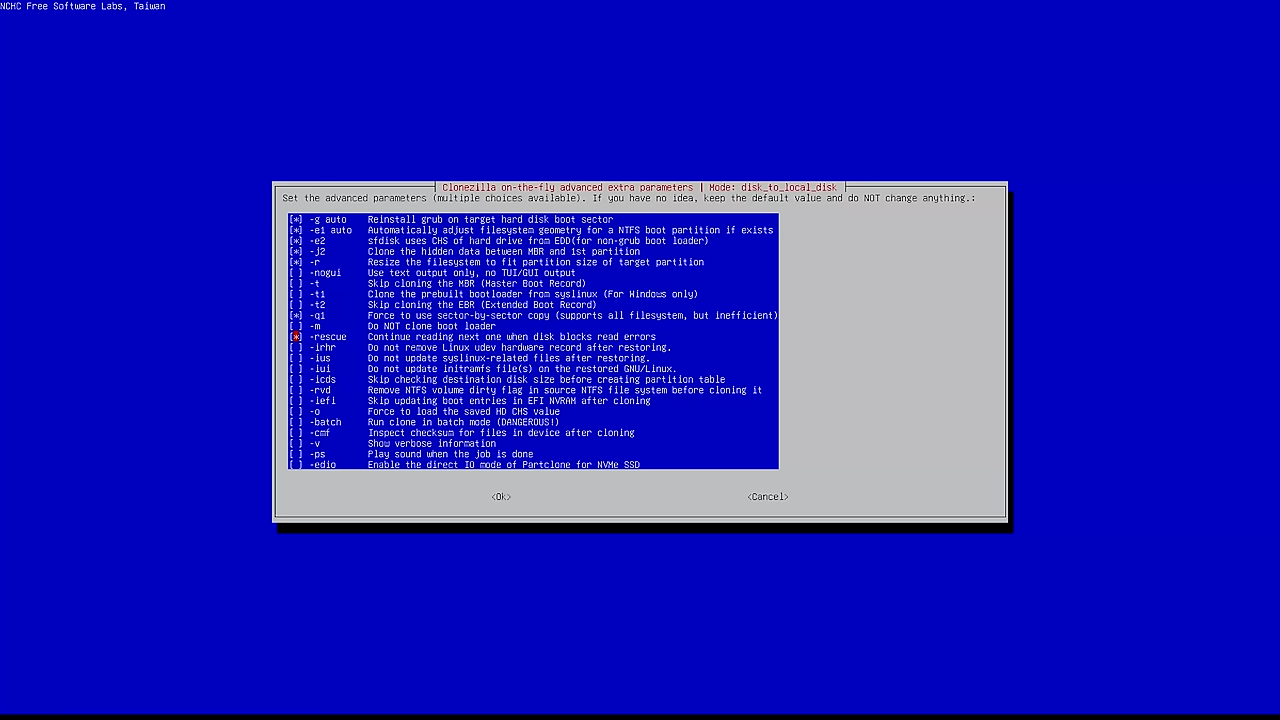 NCHC Free Software Labs, Taiwan
Clonezilla on-the-fly advanced extra parameters | Mode: disk_to_local_disk
Set the advanced parameters (multiple choices available). If you have no idea, keep the default value and do NOT change anything.:
[*] -g auto Reinstall grub on target hard disk boot sector
[*] -e1 auto Automatically adjust filesystem geometry for a NTFS boot partition if exists
[*] -e2 sfdisk uses CHS of hard drive from EDD(for non-grub boot loader)
[*] -j2 Clone the hidden data between MBR and 1st partition
[*] -r Resize the filesystem to fit partition size of target partition
[ ] -nogui Use text output only, no TUI/GUI output
[ ] -t Skip cloning the MBR (Master Boot Record)
[ ] -t1 Clone the prebuilt bootloader from syslinux (For Windows only)
[ ] -t2 Skip cloning the EBR (Extended Boot Record)
[*] -q1 Force to use sector-by-sector copy (supports all filesystem, but inefficient)
[ ] -m Do NOT clone boot loader
[*] -rescue Continue reading next one when disk blocks read errors
[ ] -irhr Do not remove Linux udev hardware record after restoring.
[ ] -ius Do not update syslinux-related files after restoring.
[ ] -iui Do not update initramfs file(s) on the restored GNU/Linux.
[ ] -icds Skip checking destination disk size before creating partition table
[ ] -rvd Remove NTFS volume dirty flag in source NTFS file system before cloning it
[ ] -iefi Skip updating boot entries in EFI NVRAM after cloning
[ ] -o Force to load the saved HD CHS value
[ ] -batch Run clone in batch mode (DANGEROUS!)
[ ] -cmf Inspect checksum for files in device after cloning
[ ] -v Show verbose information
[ ] -ps Play sound when the job is done
[ ] -edio Enable the direct IO mode of Partclone for NVMe SSD
<Ok> <Cancel>